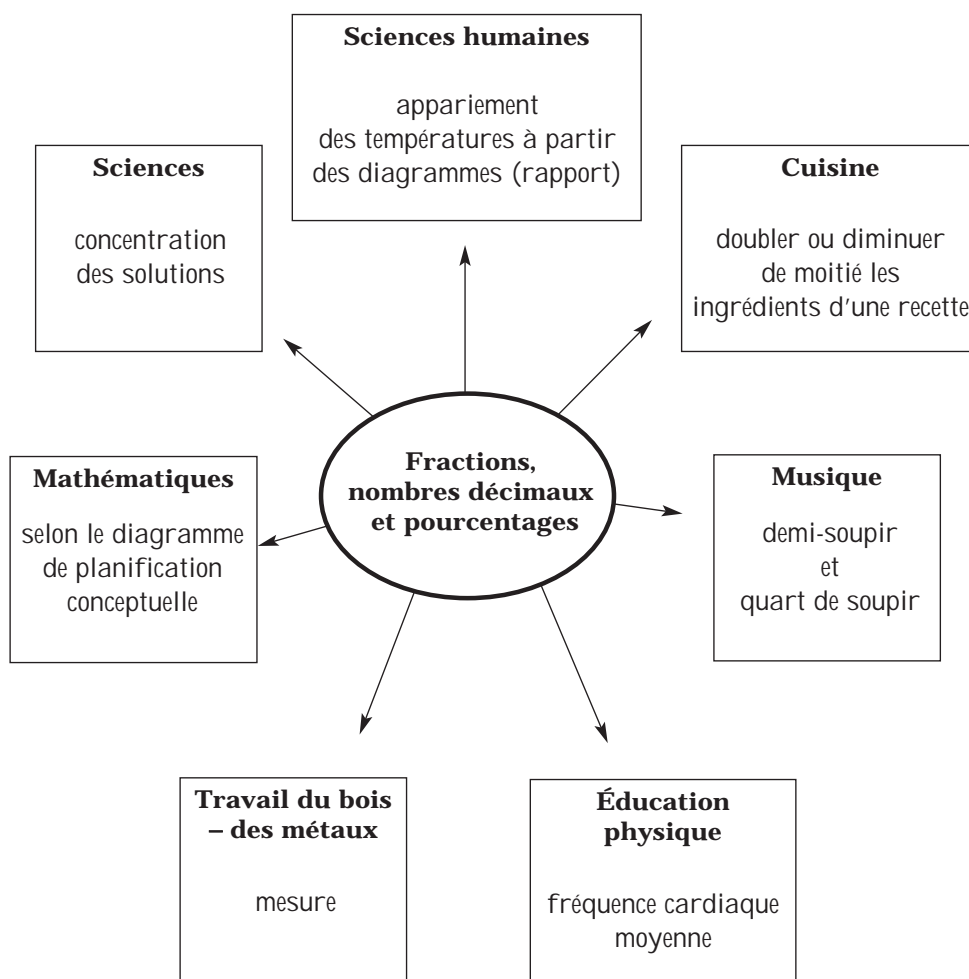 Sciences humaines
appariement
des températures à partir
des diagrammes (rapport)
Sciences
concentration
des solutions
Cuisine
doubler ou diminuer
de moitié les
ingrédients d'une recette
Fractions,
nombres décimaux
et pourcentages
Mathématiques
selon le diagramme
de planification
conceptuelle
Musique
demi-soupir
et
quart de soupir
Travail du bois
– des métaux
mesure
Éducation
physique
fréquence cardiaque
moyenne